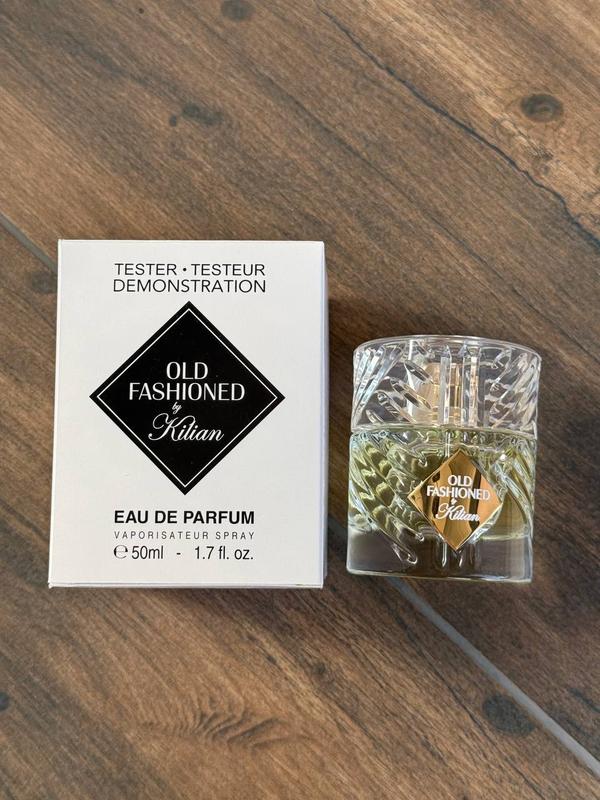 TESTER • TESTEUR
DEMONSTRATION
OLD
FASHIONED
by
Kilian
EAU DE PARFUM
VAPORISATEUR SPRAY
℮ 50ml - 1.7 fl. oz.
OLD
FASHIONED
by
Kilian